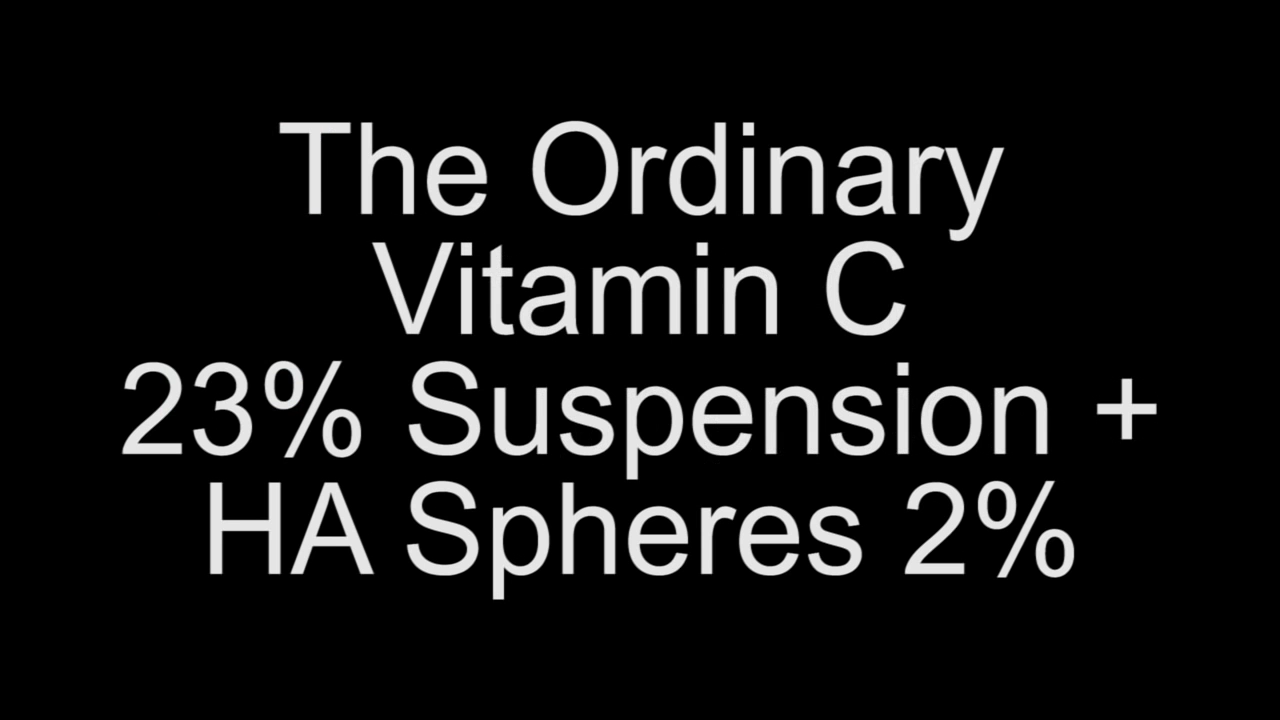 The Ordinary
Vitamin C
23% Suspension +
HA Spheres 2%